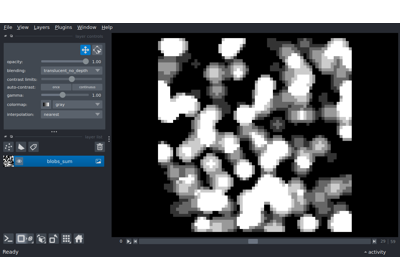 File View Layers Plugins Window Help
opacity: 1.00
blending: translucent_no_depth
contrast limits:
auto-contrast: once continuous
gamma: 1.00
colormap: gray
interpolation: nearest
blobs_sum
Ready
activity